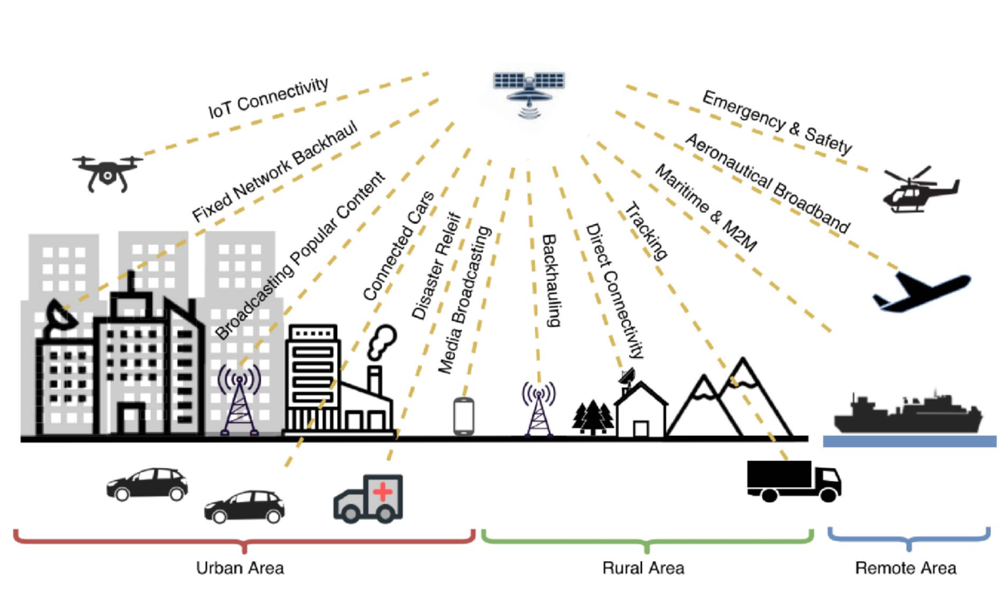 IoT Connectivity
Fixed Network Backhaul
Broadcasting Popular Content
Connected Cars
Disaster Releif
Media Broadcasting
Backhauling
Direct Connectivity
Tracking
Maritime & M2M
Aeronautical Broadband
Emergency & Safety
Urban Area
Rural Area
Remote Area